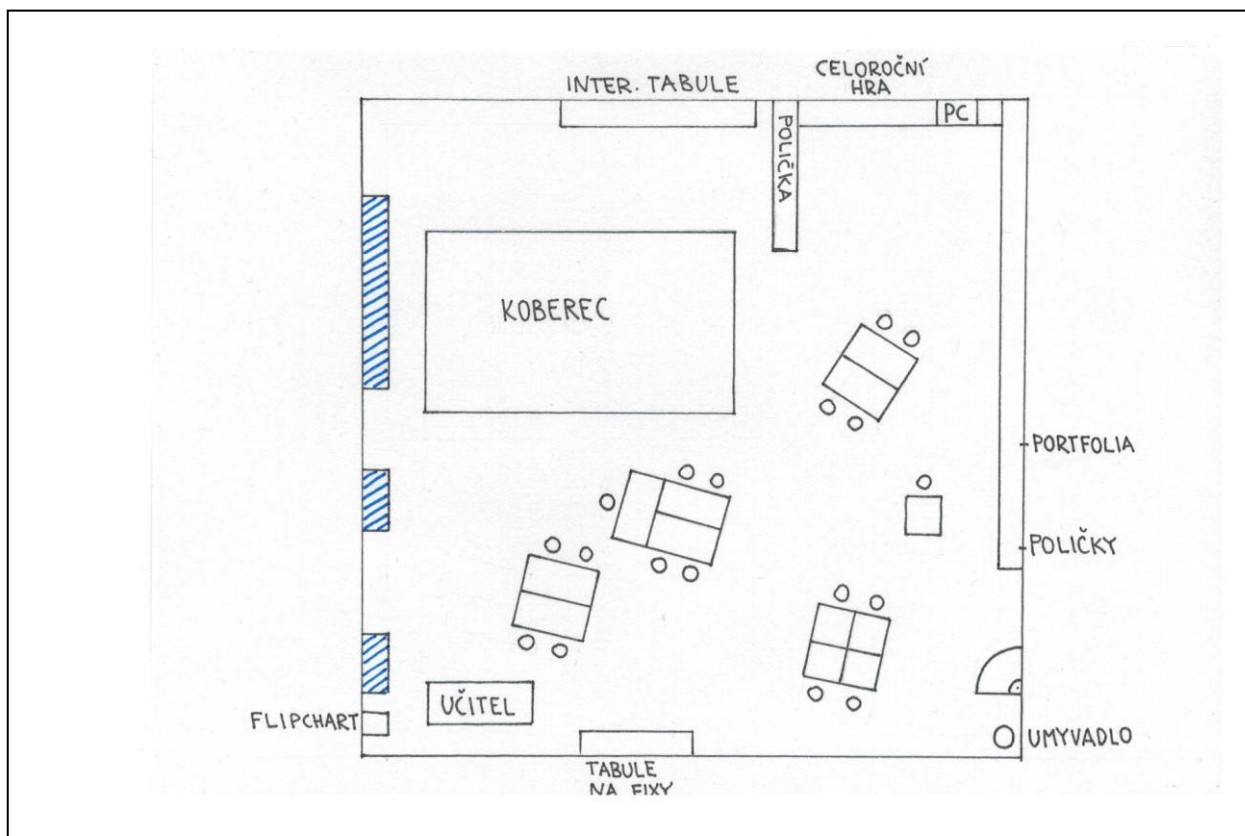 INTER. TABULE
CELOROČNÍ
HRA
PC
POLIČKA
KOBEREC
PORTFOLIA
POLIČKY
UČITEL
FLIPCHART
UMYVADLO
TABULE
NA FIXY